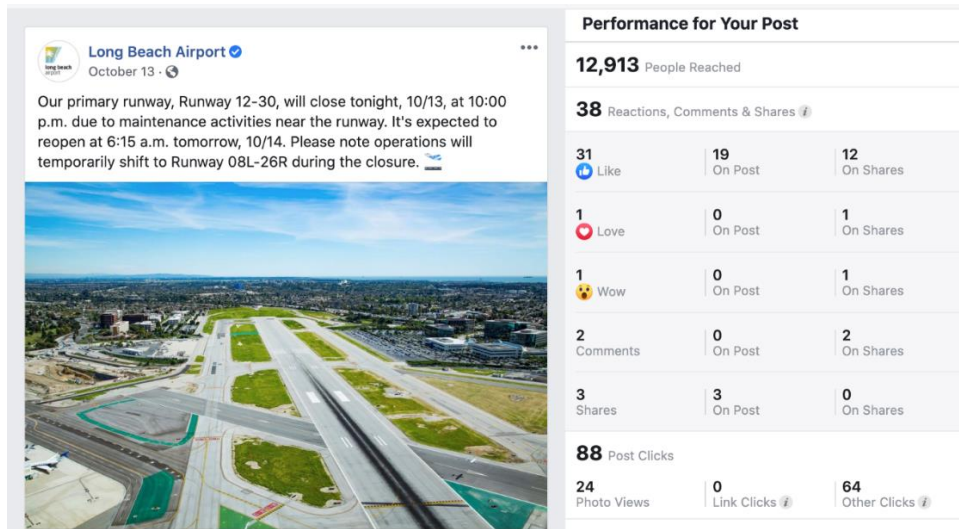 Long Beach Airport
October 13 ·
long beach
airport
Our primary runway, Runway 12-30, will close tonight, 10/13, at 10:00
p.m. due to maintenance activities near the runway. It's expected to
reopen at 6:15 a.m. tomorrow, 10/14. Please note operations will
temporarily shift to Runway 08L-26R during the closure.
Performance for Your Post
12,913 People Reached
38 Reactions, Comments & Shares
31 19 12
Like On Post On Shares
1 0 1
Love On Post On Shares
1 0 1
Wow On Post On Shares
2 0 2
Comments On Post On Shares
3 3 0
Shares On Post On Shares
88 Post Clicks
24 0 64
Photo Views Link Clicks Other Clicks